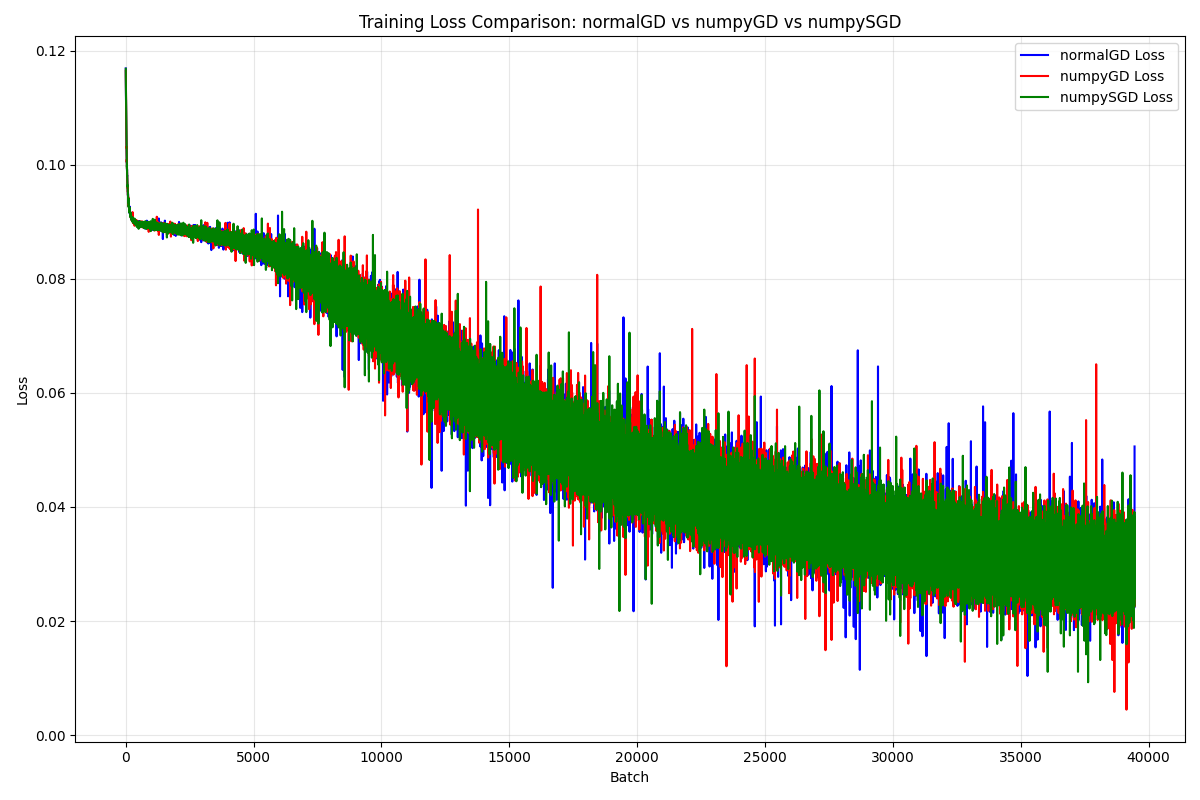 Training Loss Comparison: normalGD vs numpyGD vs numpySGD
normalGD Loss
numpyGD Loss
numpySGD Loss
0.12
0.10
0.08
0.06
0.04
0.02
0.00
Loss
0 5000 10000 15000 20000 25000 30000 35000 40000
Batch